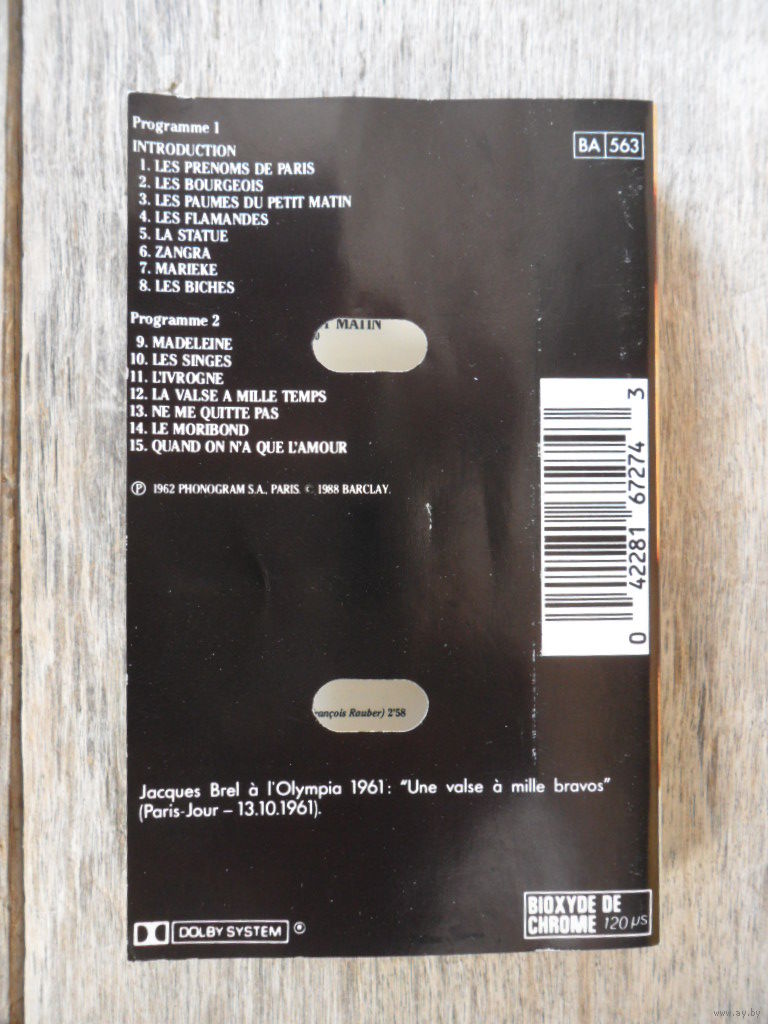 Programme 1
INTRODUCTION
1. LES PRENOMS DE PARIS
2. LES BOURGEOIS
3. LES PAUMES DU PETIT MATIN
4. LES FLAMANDES
5. LA STATUE
6. ZANGRA
7. MARIEKE
8. LES BICHES
BA 563
Programme 2
9. MADELEINE
10. LES SINGES
11. L'IVROGNE
12. LA VALSE A MILLE TEMPS
13. NE ME QUITTE PAS
14. LE MORIBOND
15. QUAND ON N'A QUE L'AMOUR
MATIN
Ⓟ 1962 PHONOGRAM S.A., PARIS. © 1988 BARCLAY.
0 42281 67274 3
ançois Rauber) 2'58
Jacques Brel à l'Olympia 1961: "Une valse à mille bravos"
(Paris-Jour – 13.10.1961).
DOLBY SYSTEM ®
BIOXYDE DE
CHROME 120 µs
www.ay.by